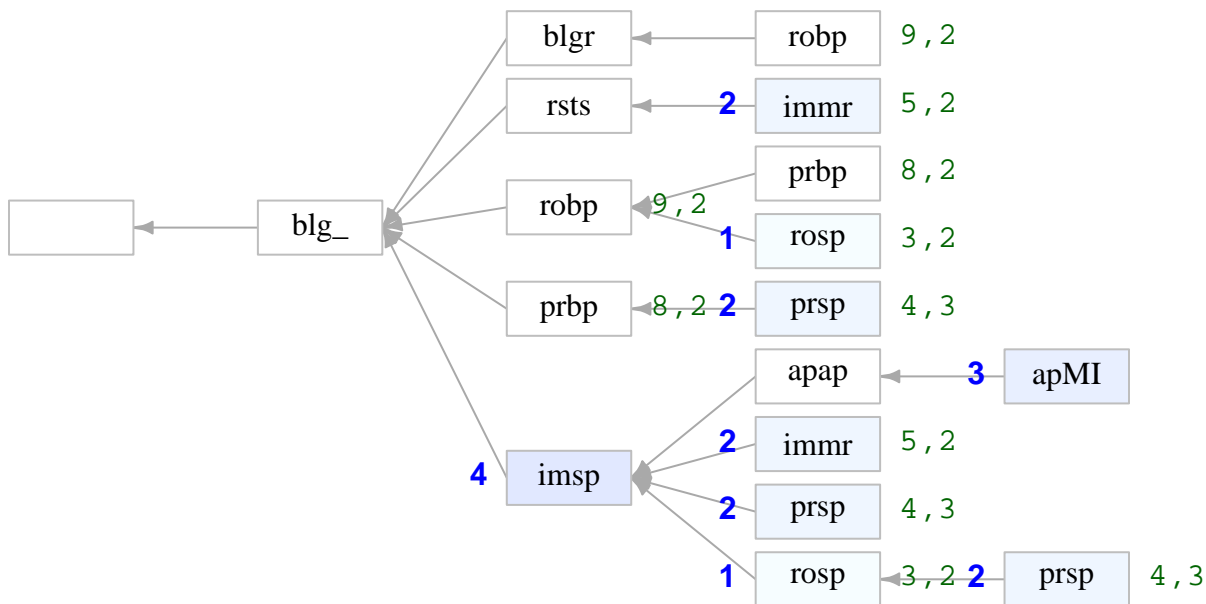 blgr robp 9,2
rsts 2 immr 5,2
prbp 8,2
robp 9,2
blg_
1 rosp 3,2
prbp 8,2 2 prsp 4,3
apap 3 apMI
2 immr 5,2
4 imsp
2 prsp 4,3
1 rosp 3,2 2 prsp 4,3